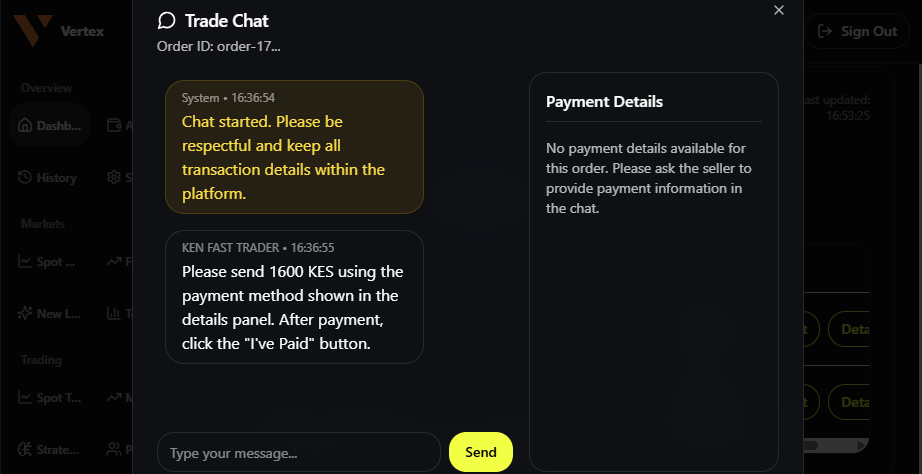 Trade Chat
Order ID: order-17...
Vertex
Sign Out
Overview
Dashb...
History
Markets
Spot ...
New L...
Trading
Spot T...
Strate...
System • 16:36:54
Chat started. Please be
respectful and keep all
transaction details within the
platform.
KEN FAST TRADER • 16:36:55
Please send 1600 KES using the
payment method shown in the
details panel. After payment,
click the "I've Paid" button.
Type your message...
Send
Payment Details
No payment details available for
this order. Please ask the seller to
provide payment information in
the chat.
ast updated:
16:53:25
Deta
Deta